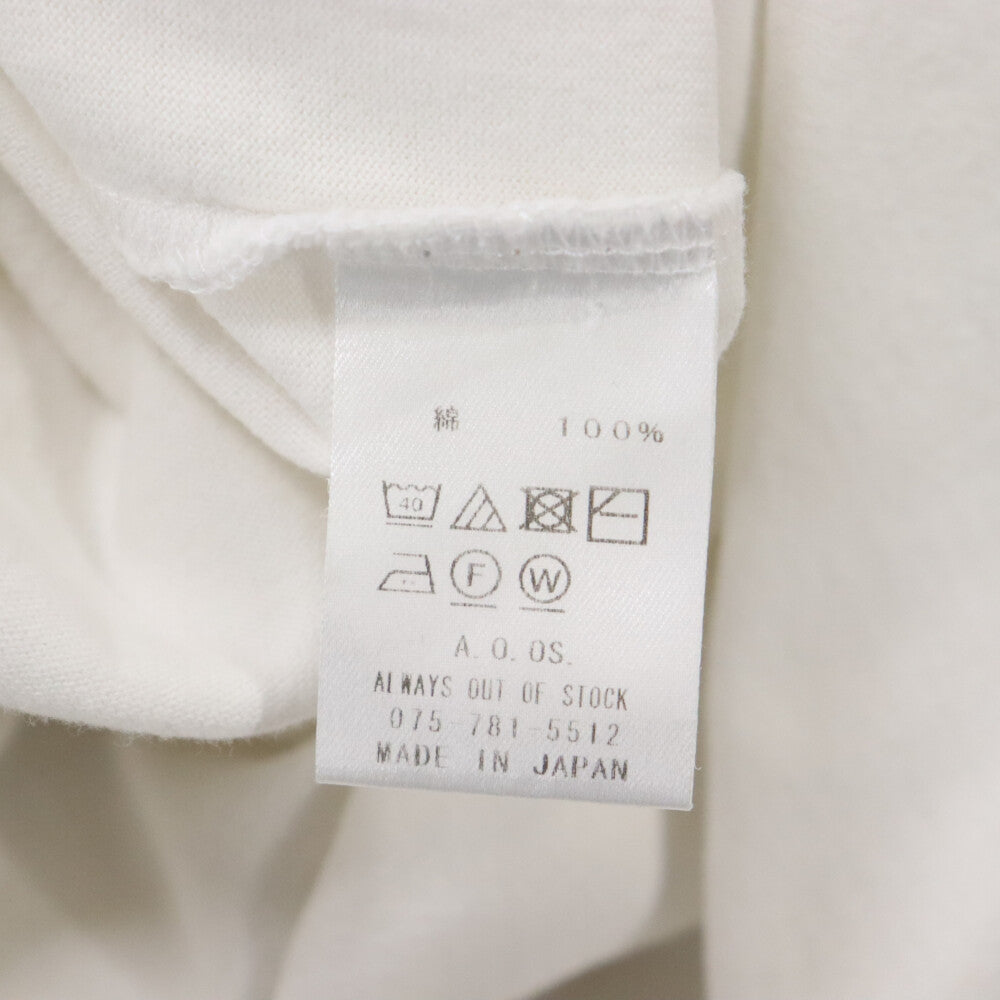 綿 100%
40
F W
A.O.OS.
ALWAYS OUT OF STOCK
075-781-5512
MADE IN JAPAN